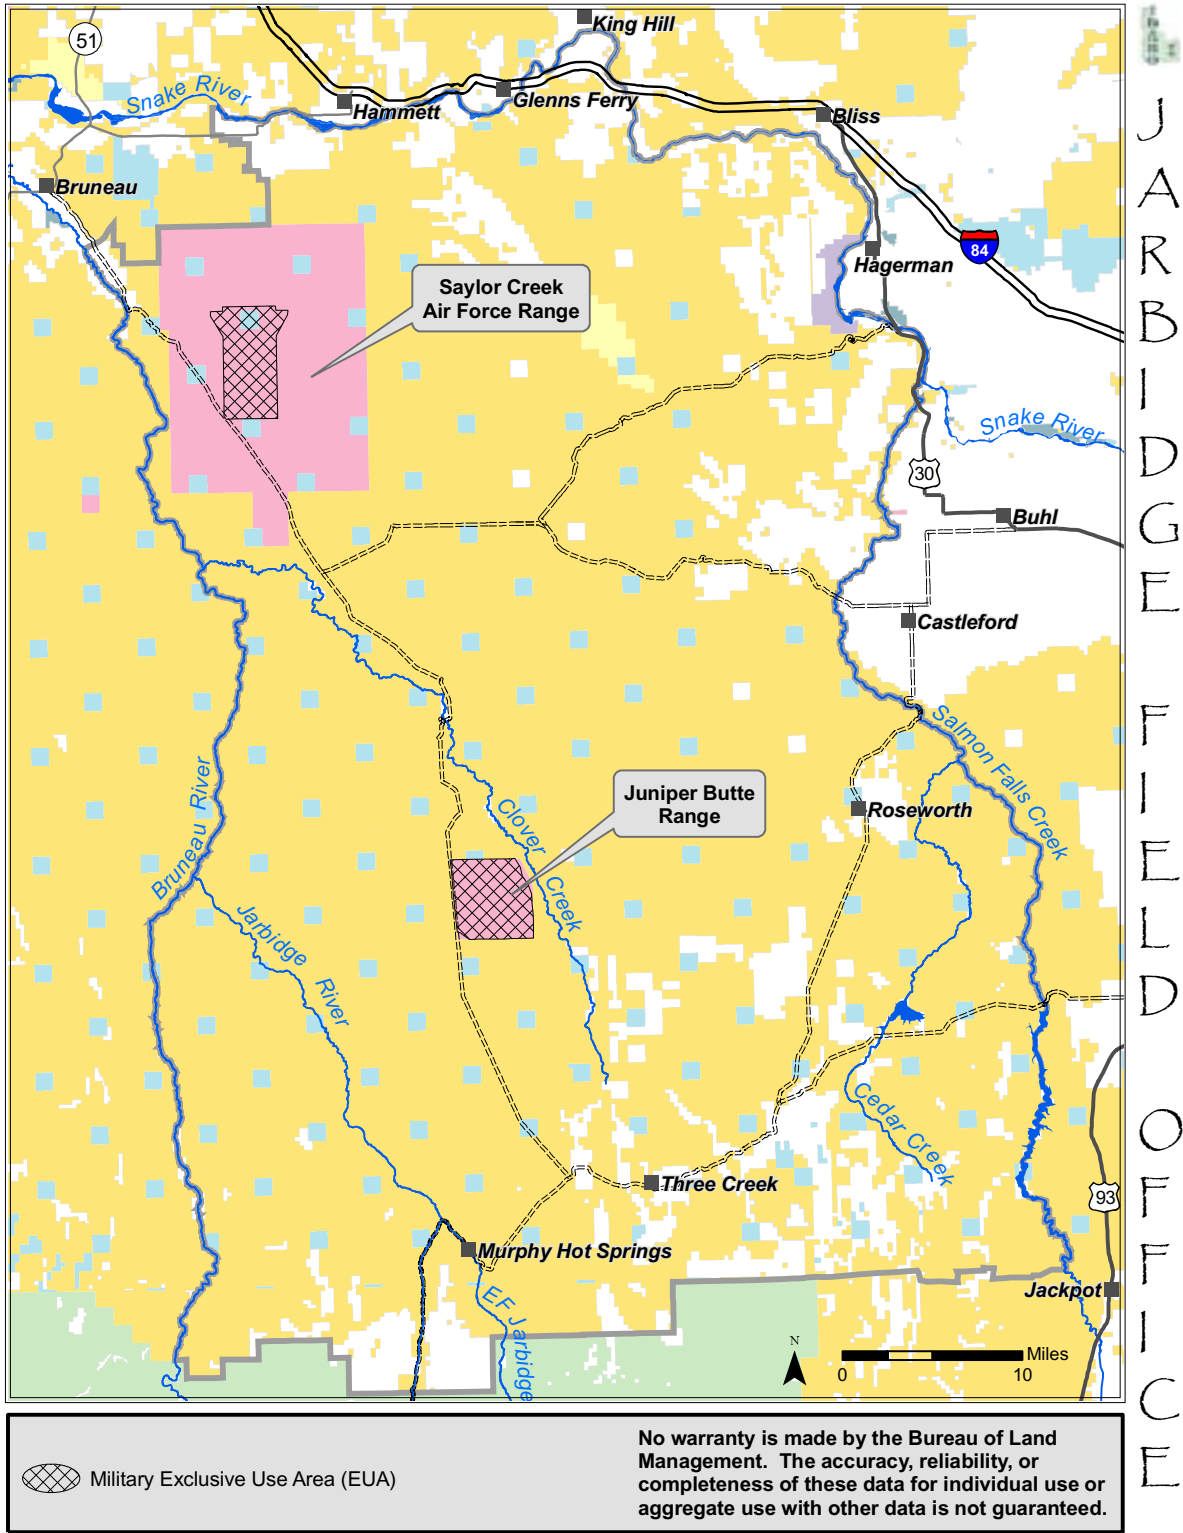 51
King Hill
Snake River
Hammett
Glenns Ferry
Bliss
Bruneau
84
Hagerman
Saylor Creek
Air Force Range
Snake River
30
Buhl
Castleford
Salmon Falls Creek
Bruneau River
Clover Creek
Juniper Butte
Range
Roseworth
Jarbidge River
Cedar Creek
Three Creek
93
Murphy Hot Springs
EF Jarbidge
Jackpot
N
Miles
0 10
JARBIDGE FIELD OFFICE
Military Exclusive Use Area (EUA)
No warranty is made by the Bureau of Land
Management. The accuracy, reliability, or
completeness of these data for individual use or
aggregate use with other data is not guaranteed.